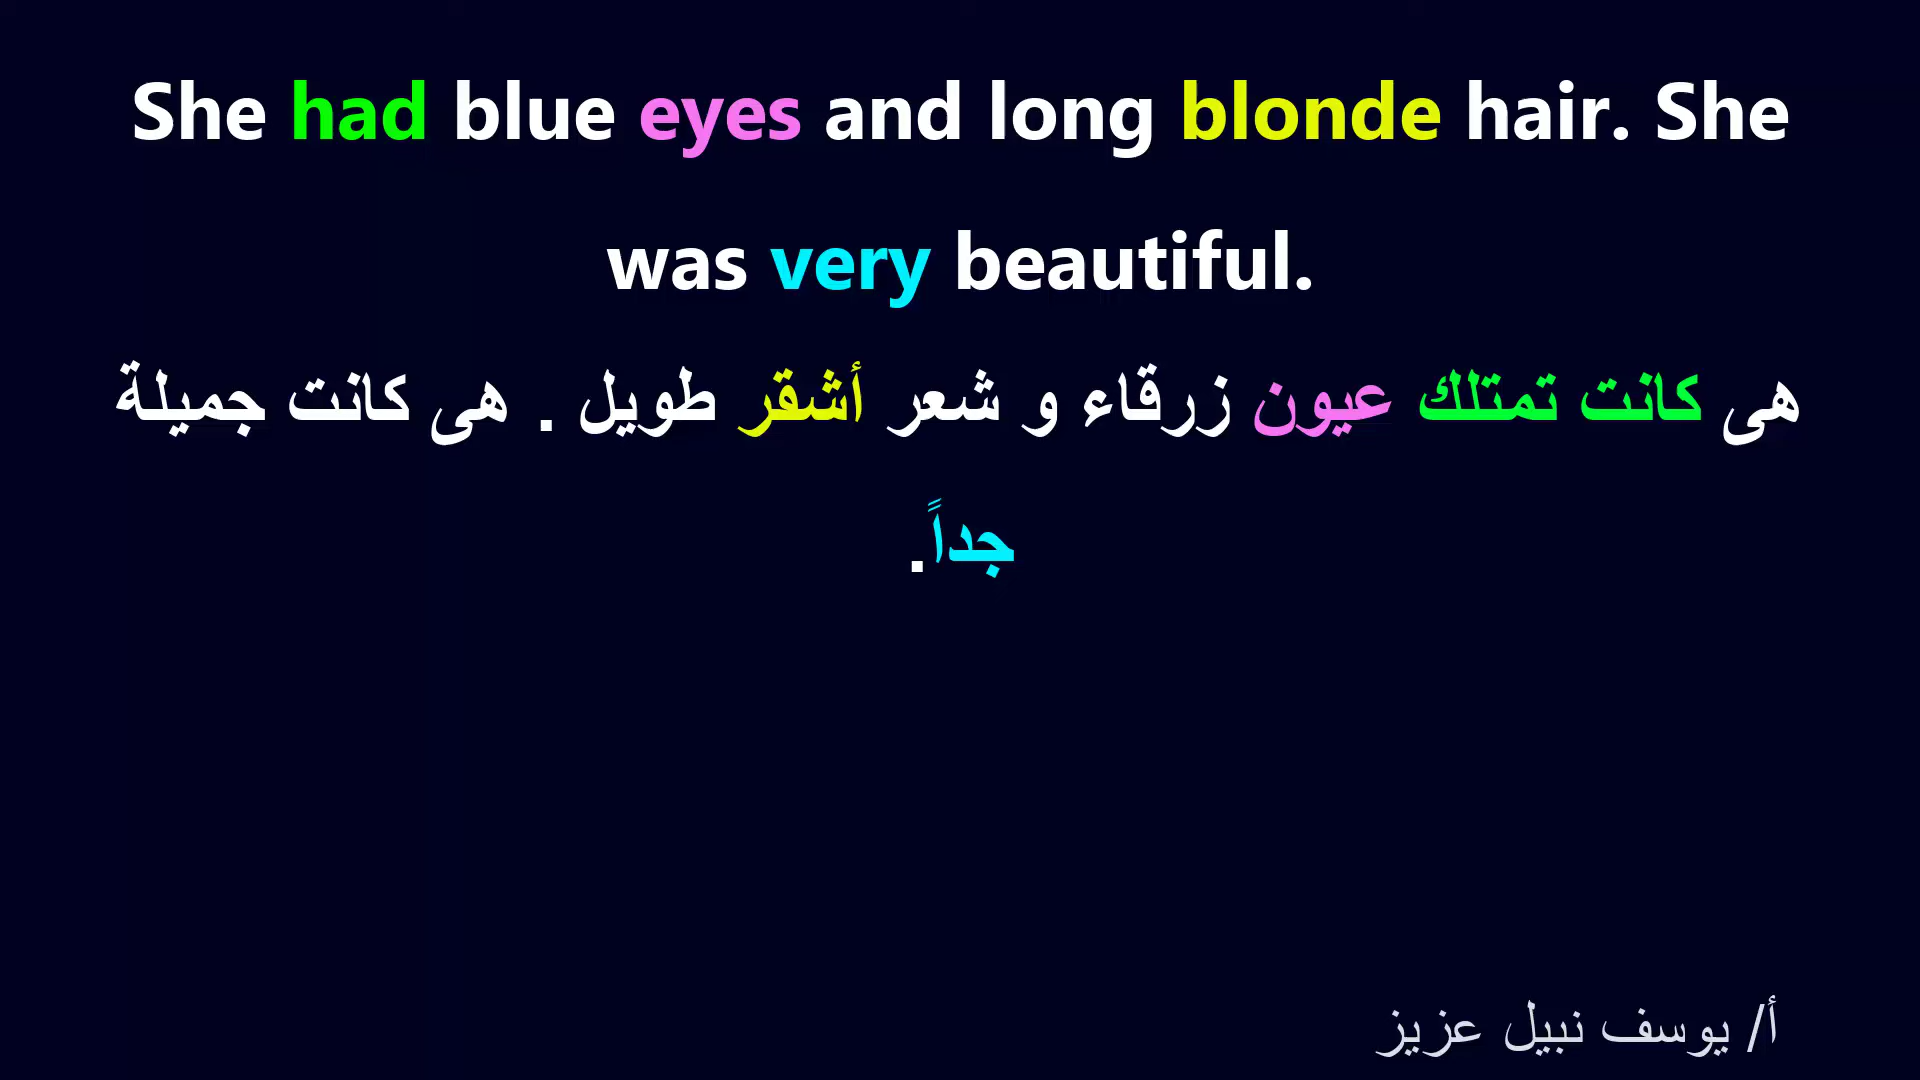 She had blue eyes and long blonde hair. She
was very beautiful.
هى كانت تمتلك عيون زرقاء و شعر أشقر طويل . هى كانت جميلة
جداً.
أ/ يوسف نبيل عزيز